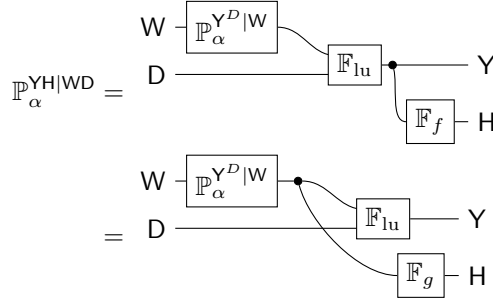 W ℙ_α^{Y^D|W} 𝔽_lu Y
ℙ_α^{YH|WD} = D 𝔽_f H
W ℙ_α^{Y^D|W} 𝔽_lu Y
= D 𝔽_g H